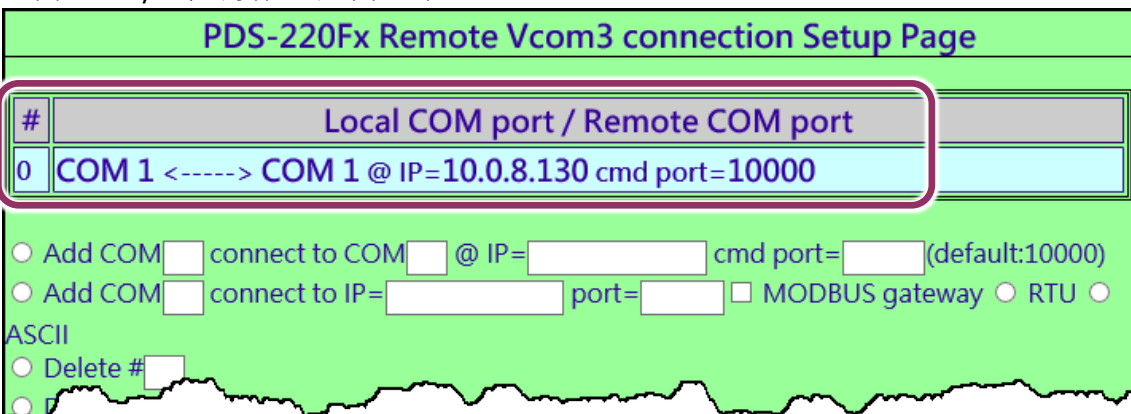 PDS-220Fx Remote Vcom3 connection Setup Page
# Local COM port / Remote COM port
0 COM 1 <-----> COM 1 @ IP=10.0.8.130 cmd port=10000
Add COM connect to COM @ IP= cmd port= (default:10000)
Add COM connect to IP= port= MODBUS gateway RTU
ASCII
Delete #